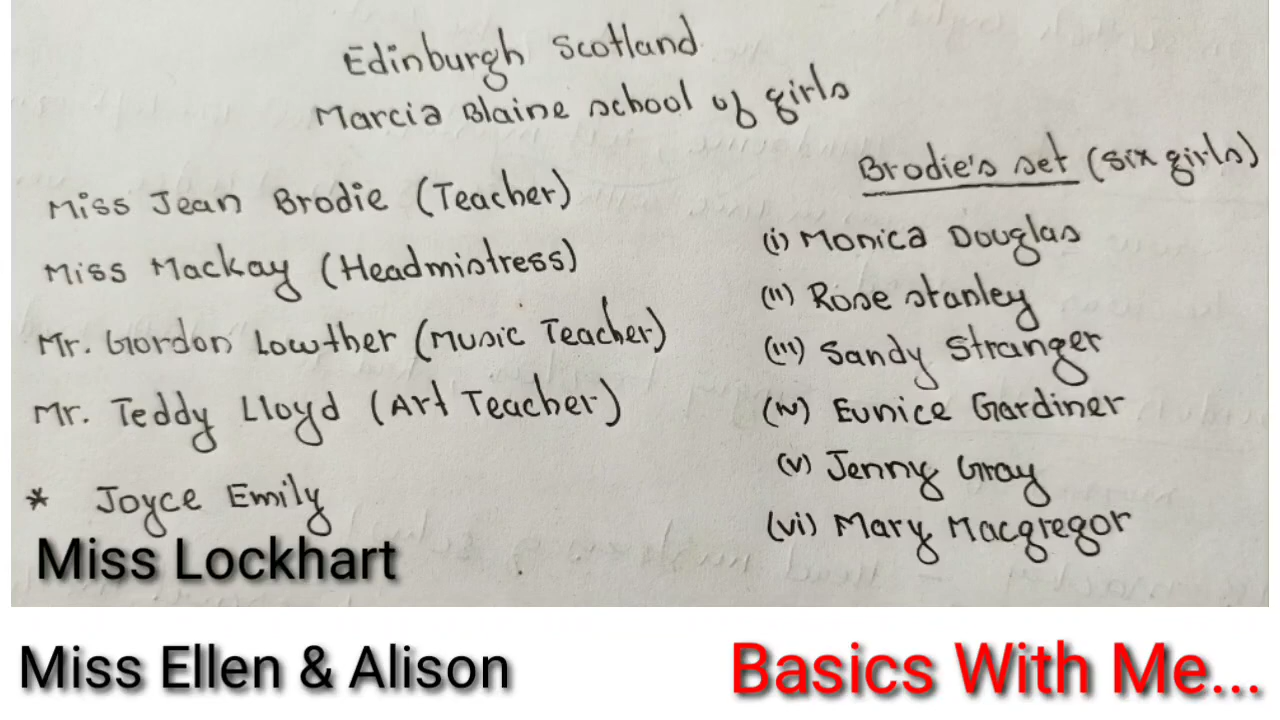 Edinburgh Scotland
Marcia Blaine school of girls
Miss Jean Brodie (Teacher)
Miss Mackay (Headmistress)
Mr. Gordon Lowther (Music Teacher)
Mr. Teddy Lloyd (Art Teacher)
* Joyce Emily
Miss Lockhart
Miss Ellen & Alison
Brodie's set (six girls)
(i) Monica Douglas
(ii) Rose stanley
(iii) Sandy Stranger
(iv) Eunice Gardiner
(v) Jenny Gray
(vi) Mary Macgregor
Basics With Me...